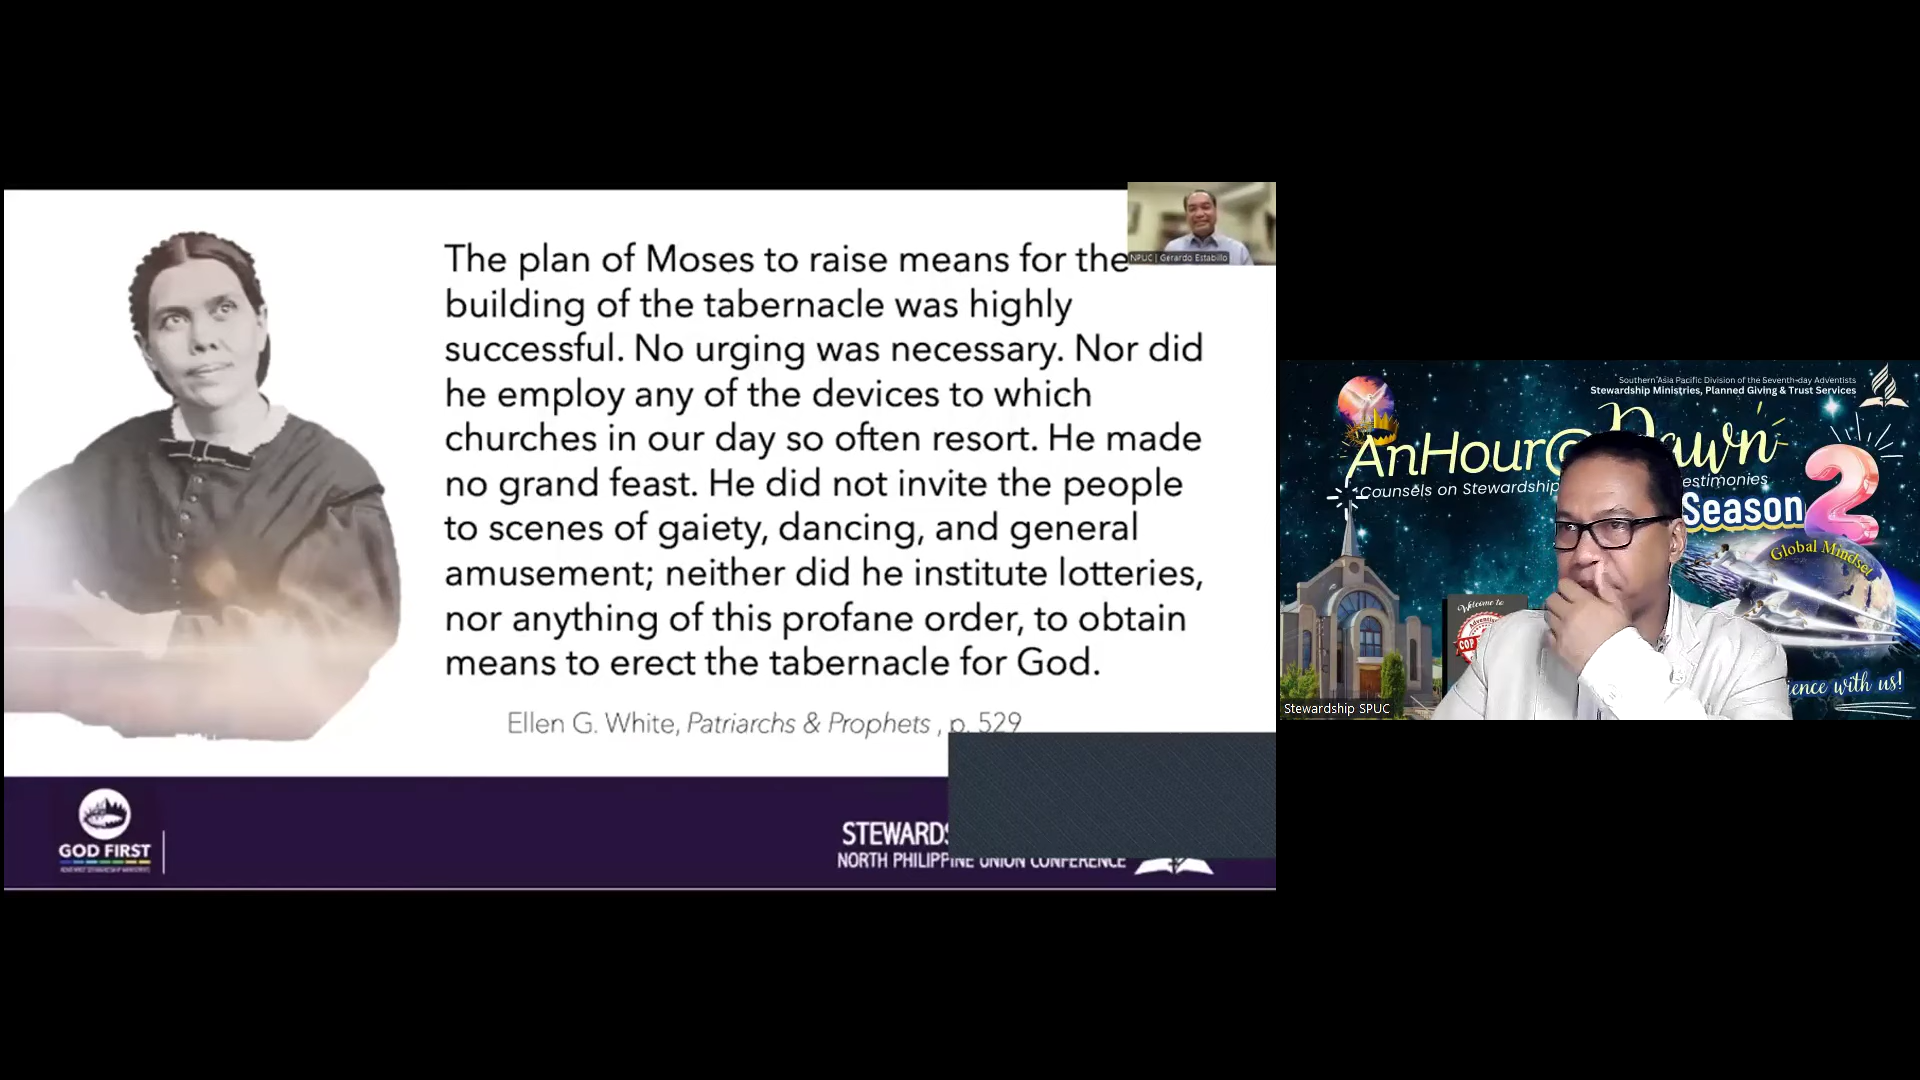 The plan of Moses to raise means for the
building of the tabernacle was highly
successful. No urging was necessary. Nor did
he employ any of the devices to which
churches in our day so often resort. He made
no grand feast. He did not invite the people
to scenes of gaiety, dancing, and general
amusement; neither did he institute lotteries,
nor anything of this profane order, to obtain
means to erect the tabernacle for God.
Ellen G. White, Patriarchs & Prophets , p. 529
NPUC | Gerardo Estabillo
GOD FIRST
NORTH PHILIPPINE UNION CONFERENCE
Southern Asia Pacific Division of the Seventh-day Adventists
Stewardship Ministries, Planned Giving & Trust Services
AnHour@Dawn
Counsels on Stewardship
Season 2
Global Mindset
Welcome to
COP
with us!
Stewardship SPUC